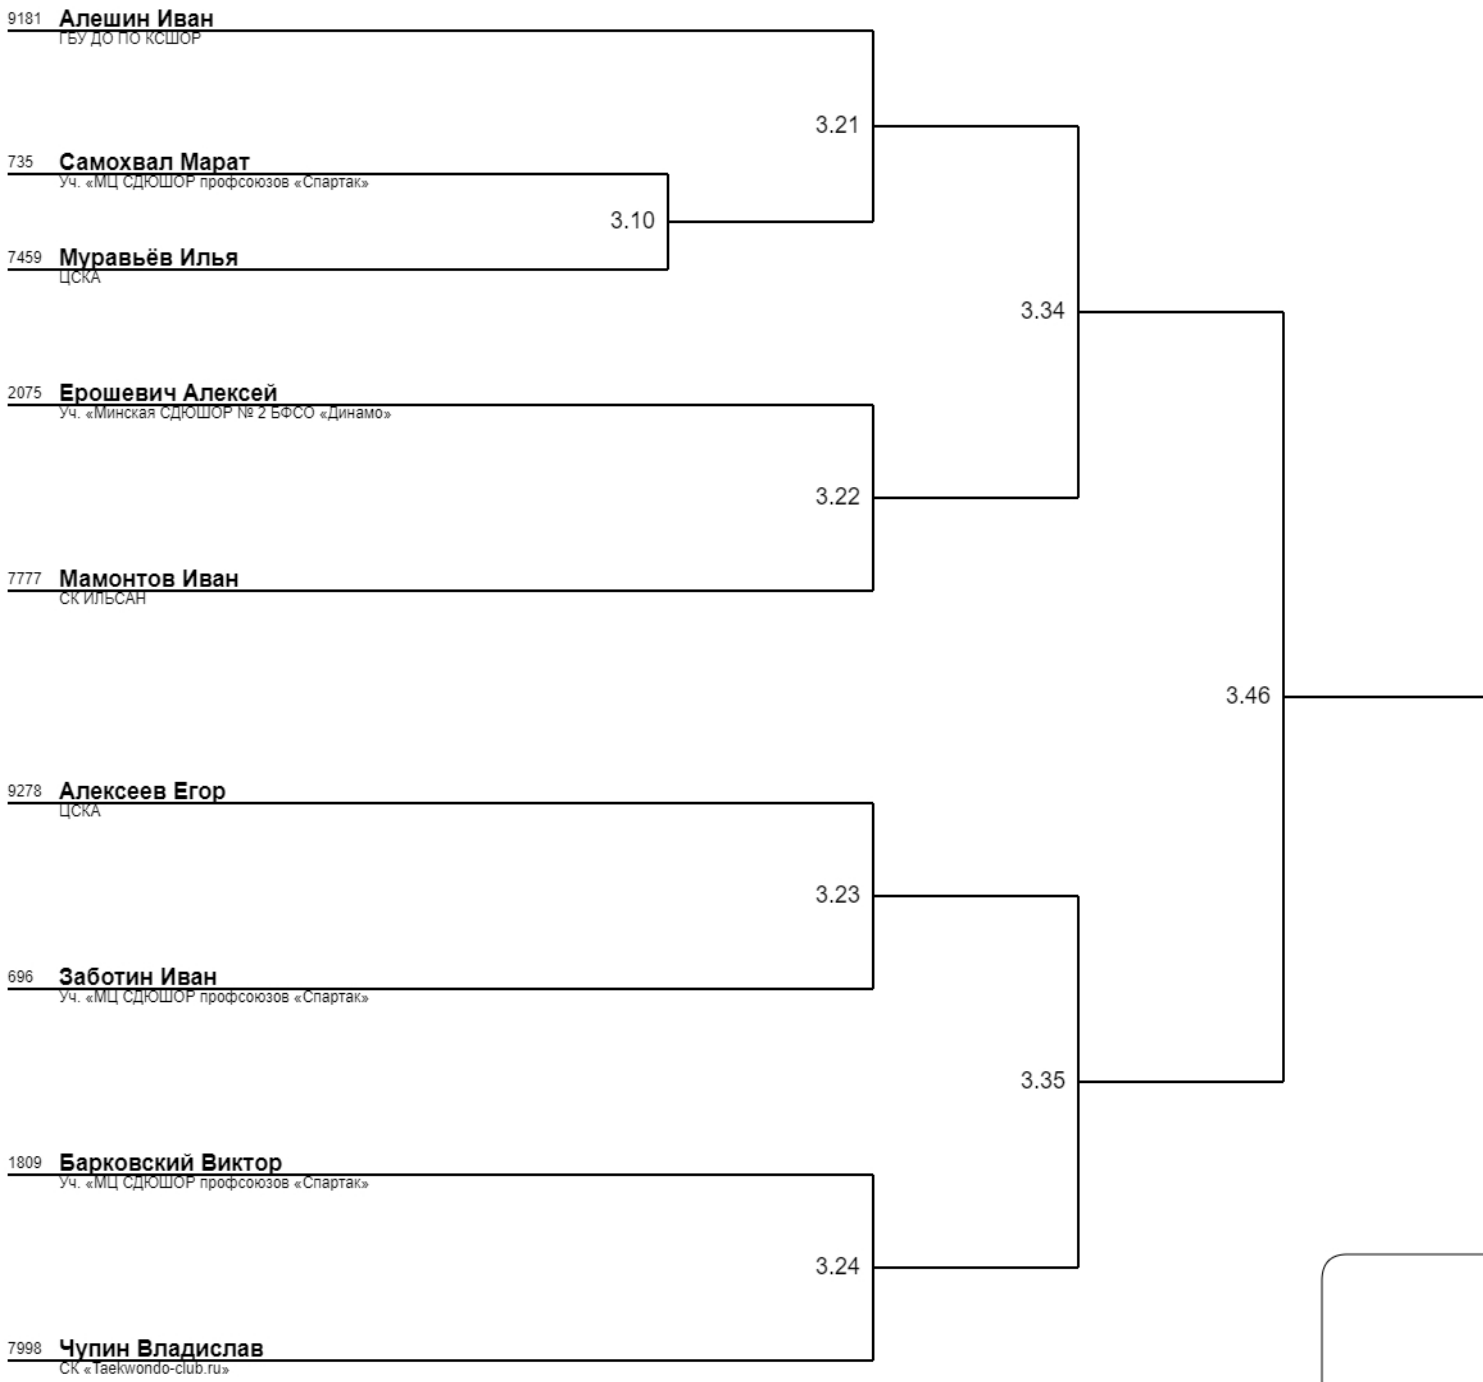 9181 Алешин Иван
ГБУ ДО ПО КСШОР
3.21
735 Самохвал Марат
Уч. «МЦ СДЮШОР профсоюзов «Спартак»
3.10
7459 Муравьёв Илья
ЦСКА
3.34
2075 Ерошевич Алексей
Уч. «Минская СДЮШОР № 2 БФСО «Динамо»
3.22
7777 Мамонтов Иван
СК ИЛЬСАН
3.46
9278 Алексеев Егор
ЦСКА
3.23
696 Заботин Иван
Уч. «МЦ СДЮШОР профсоюзов «Спартак»
3.35
1809 Барковский Виктор
Уч. «МЦ СДЮШОР профсоюзов «Спартак»
3.24
7998 Чупин Владислав
СК «Taekwondo-club.ru»